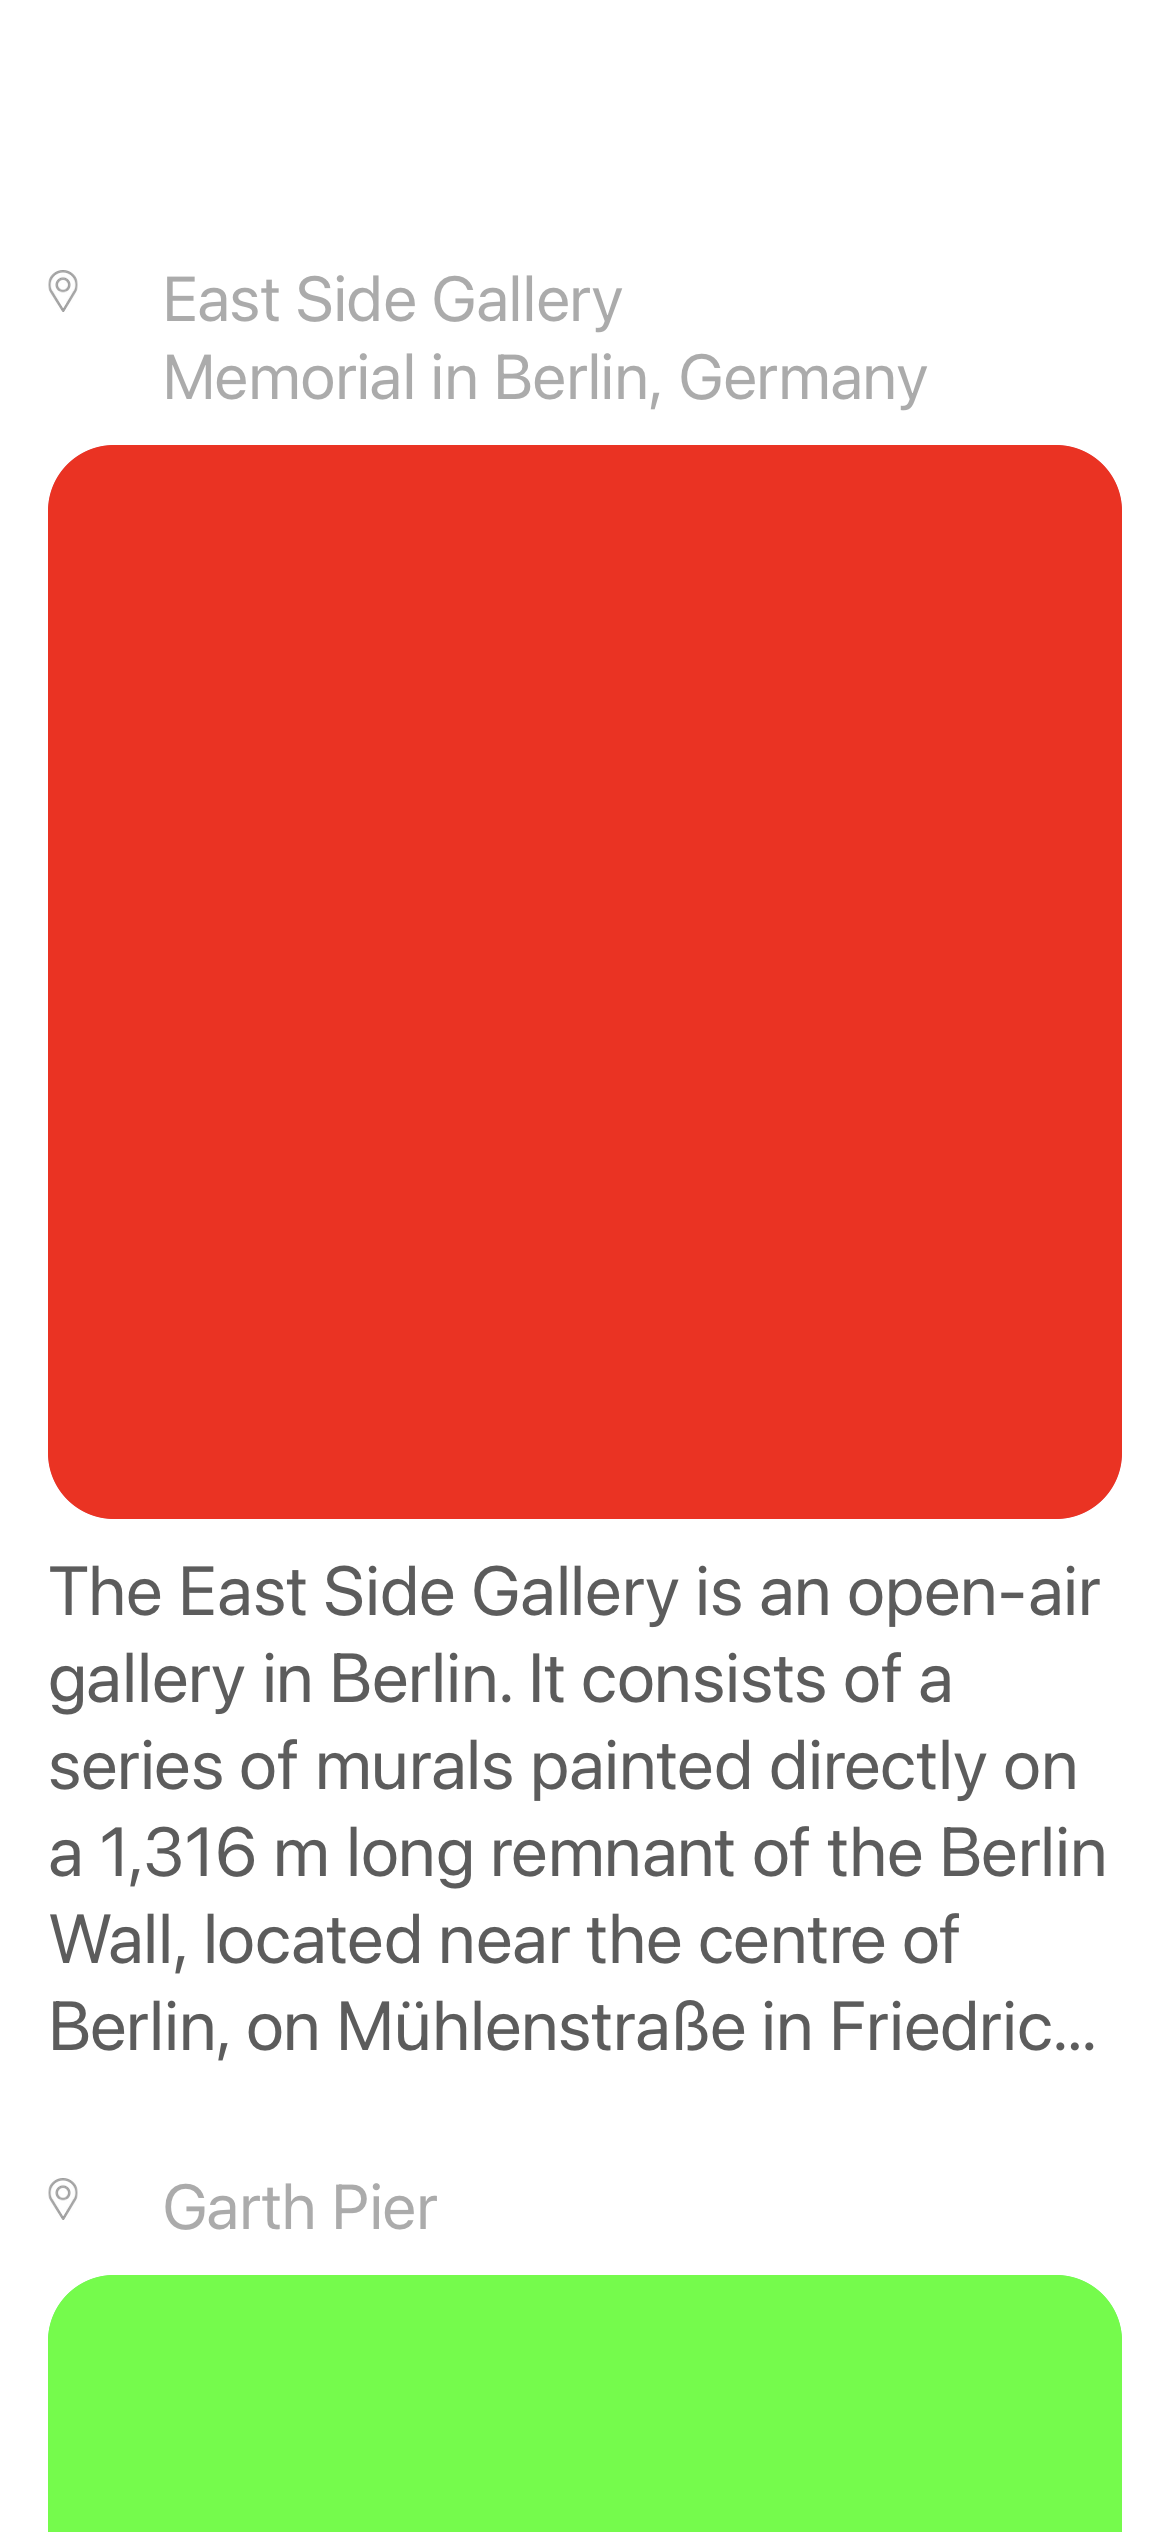 East Side Gallery
Memorial in Berlin, Germany
The East Side Gallery is an open-air
gallery in Berlin. It consists of a
series of murals painted directly on
a 1,316 m long remnant of the Berlin
Wall, located near the centre of
Berlin, on Mühlenstraße in Friedric...
Garth Pier